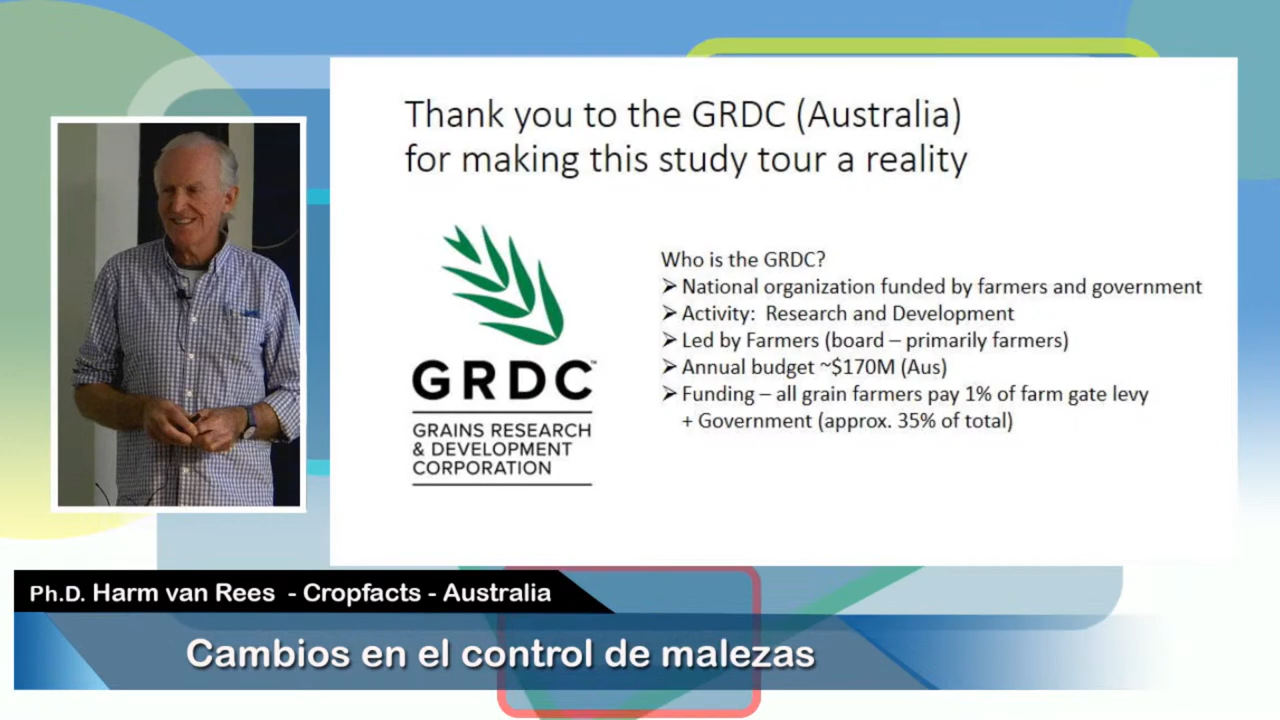 Thank you to the GRDC (Australia)
for making this study tour a reality
GRDC™
GRAINS RESEARCH
& DEVELOPMENT
CORPORATION
Who is the GRDC?
➢ National organization funded by farmers and government
➢ Activity: Research and Development
➢ Led by Farmers (board – primarily farmers)
➢ Annual budget ~$170M (Aus)
➢ Funding – all grain farmers pay 1% of farm gate levy
+ Government (approx. 35% of total)
Ph.D. Harm van Rees - Cropfacts - Australia
Cambios en el control de malezas